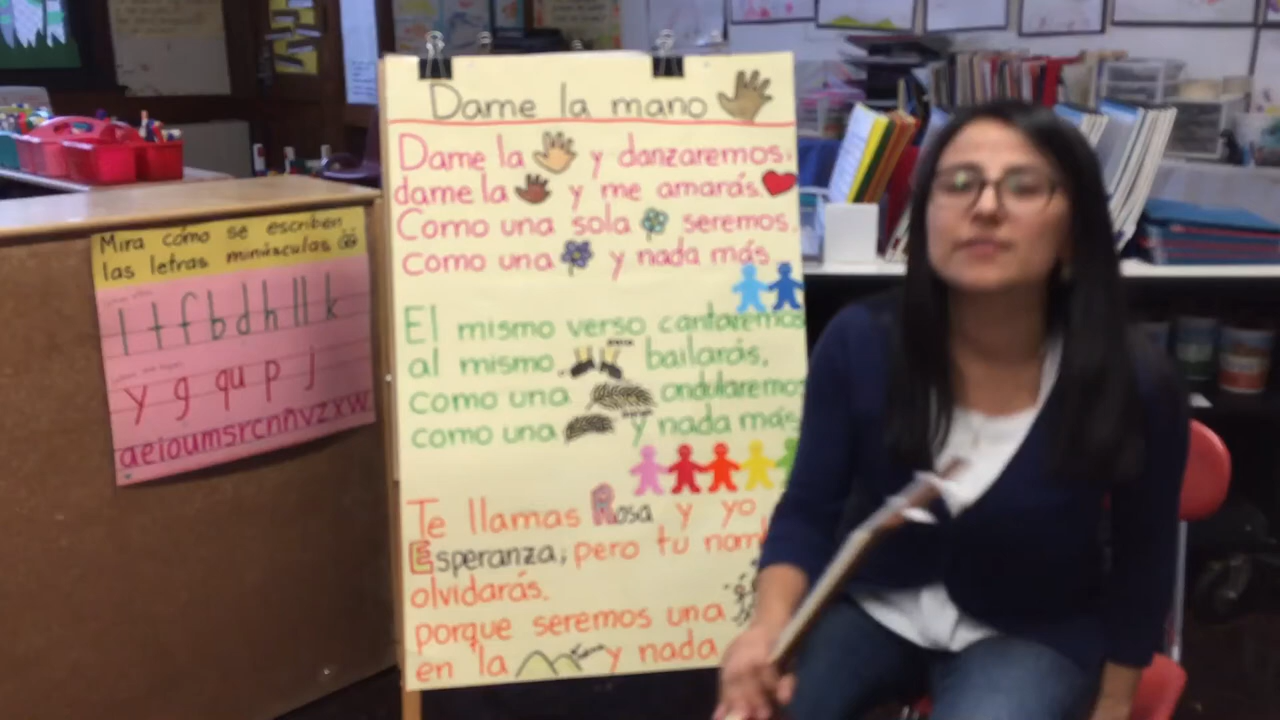 Mira cómo se escriben
las letras minúsculas
l t f b d h ll k
y g qu p j
aeioumsrcnñvzxw
Dame la mano
Dame la y danzaremos,
dame la y me amarás.
Como una sola seremos,
como una y nada más.
El mismo verso cantaremos
al mismo bailarás,
como una ondularemos
como una y nada más
Te llamas Rosa y yo
Esperanza, pero tu
olvidarás.
porque seremos una
en la y nada